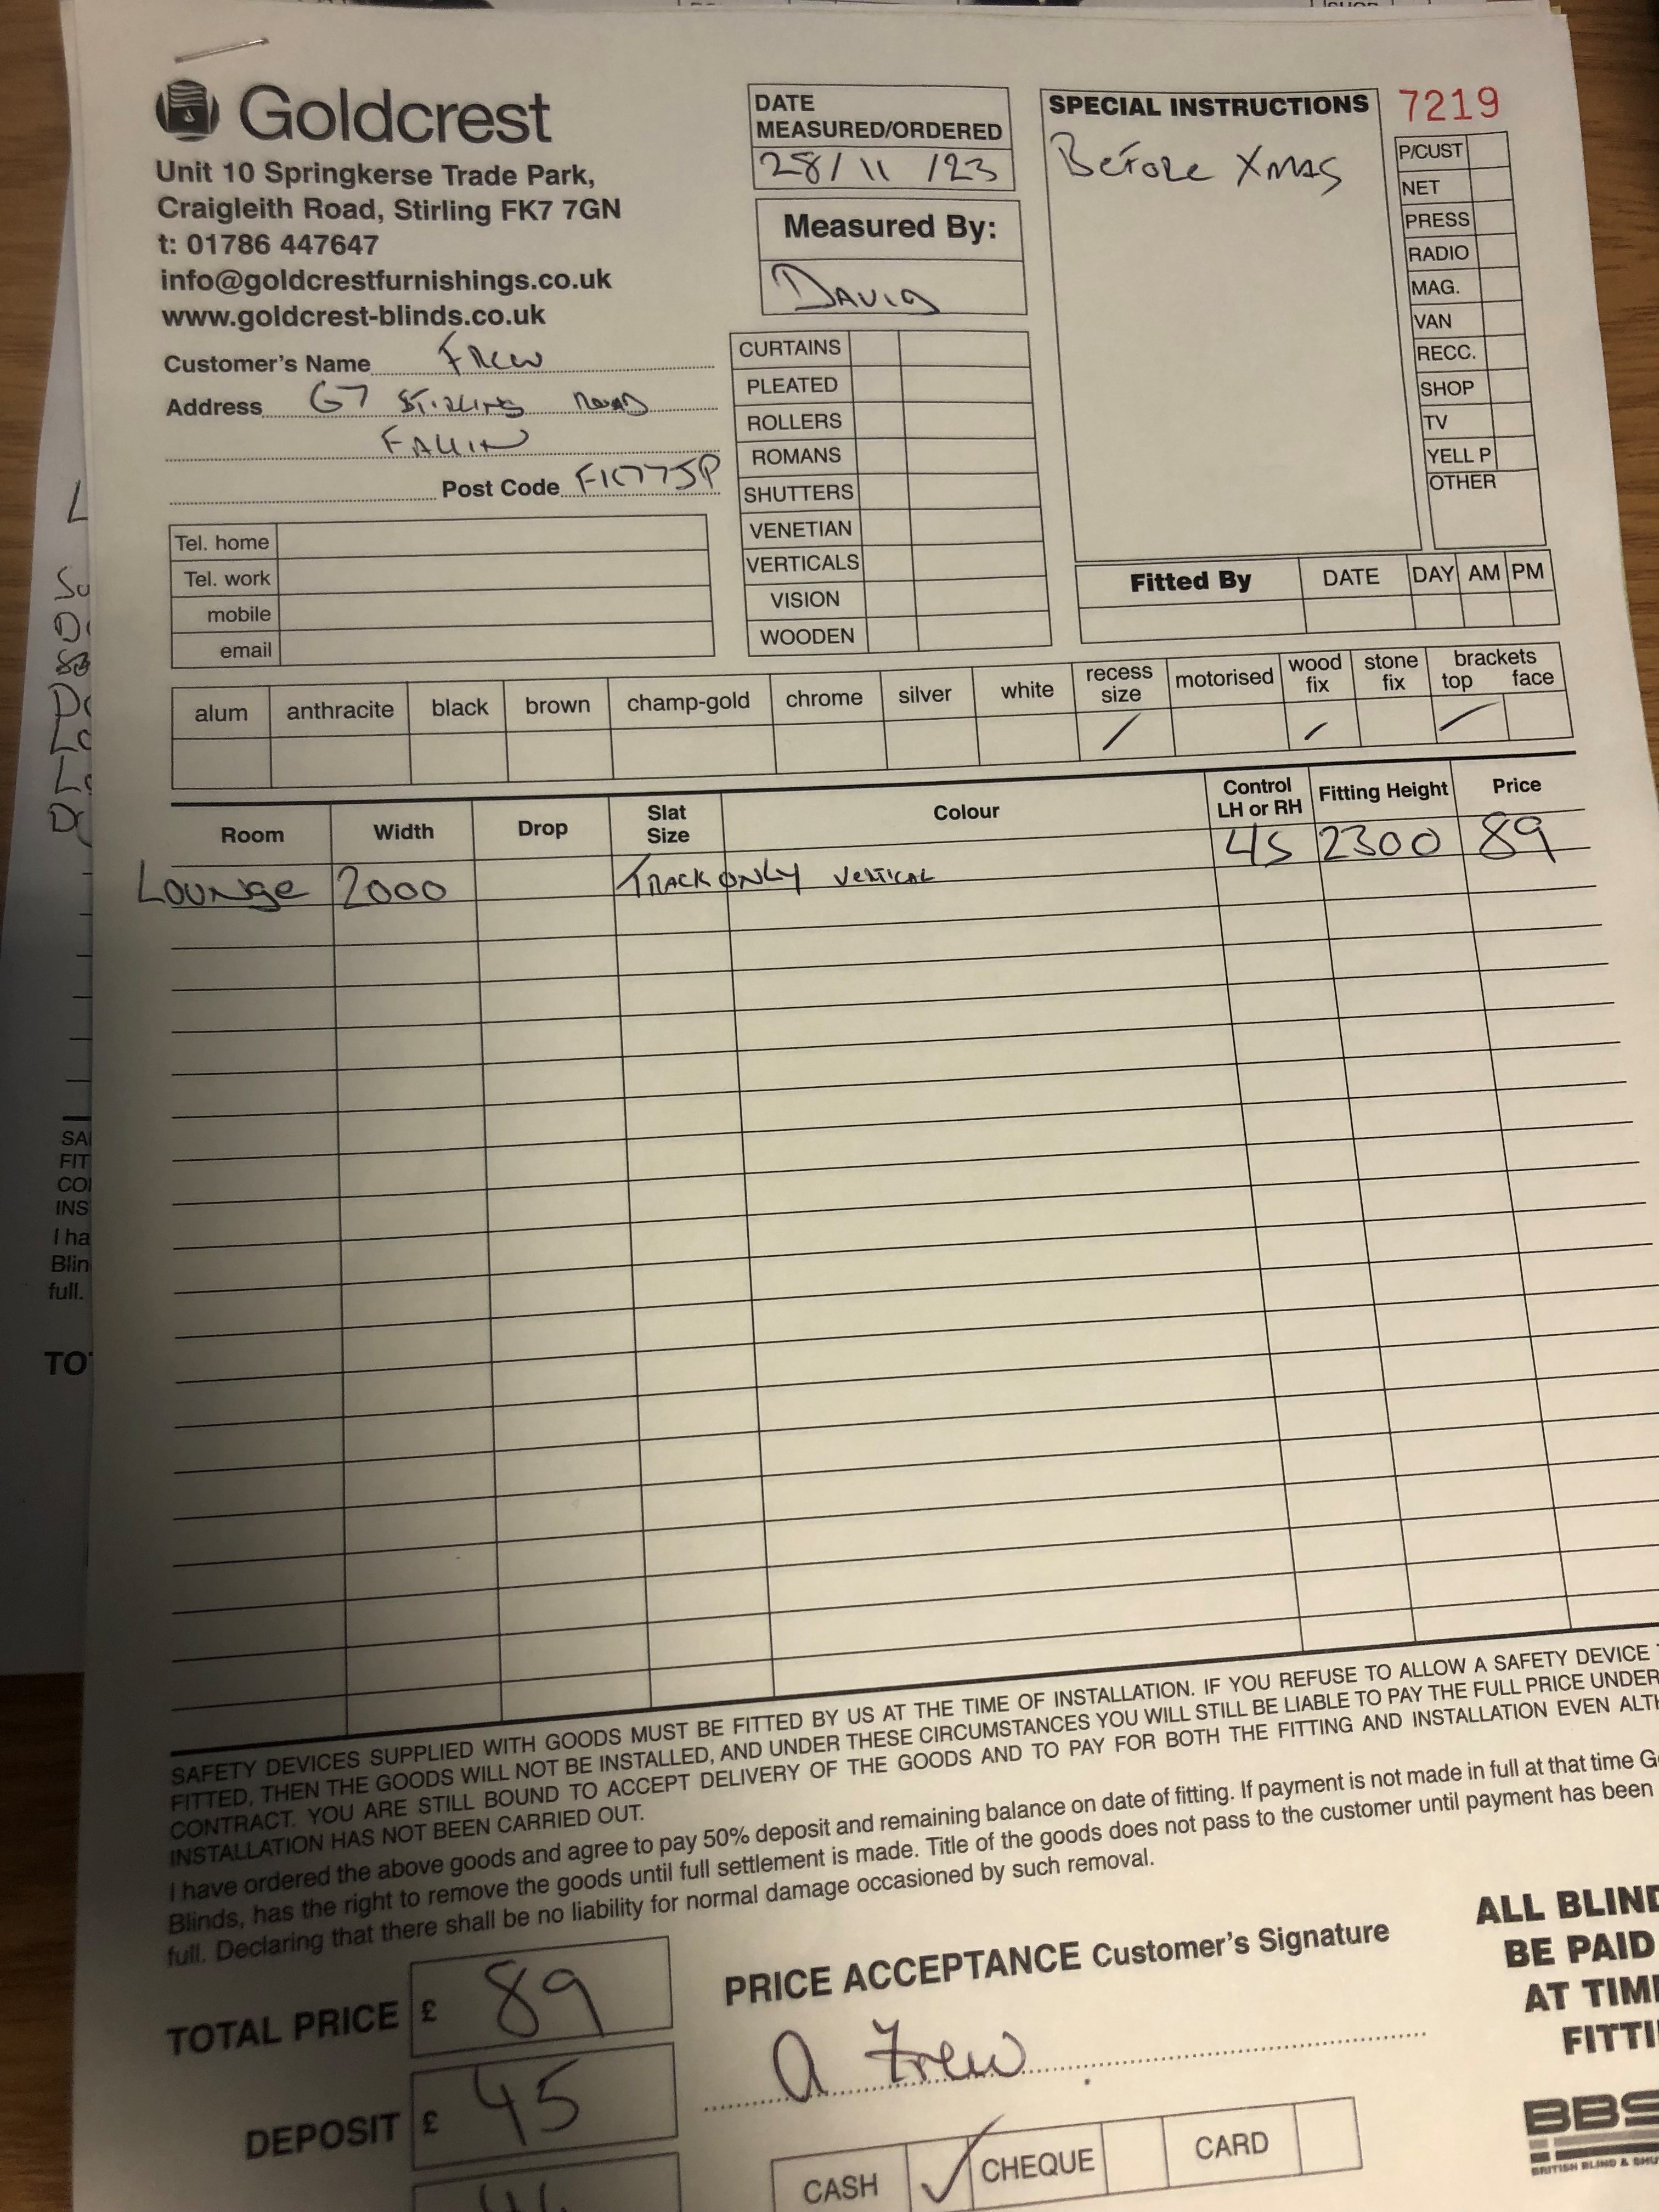 Goldcrest
Unit 10 Springkerse Trade Park,
Craigleith Road, Stirling FK7 7GN
t: 01786 447647
info@goldcrestfurnishings.co.uk
www.goldcrest-blinds.co.uk
Customer's Name FREW
Address 67 STIRLING ROAD
FALLIN
Post Code FK77JP
Tel. home
Tel. work
mobile
email
DATE
MEASURED/ORDERED
28/11/23
Measured By:
DAVID
CURTAINS
PLEATED
ROLLERS
ROMANS
SHUTTERS
VENETIAN
VERTICALS
VISION
WOODEN
SPECIAL INSTRUCTIONS
BEFORE XMAS
7219
P/CUST
NET
PRESS
RADIO
MAG.
VAN
RECC.
SHOP
TV
YELL P
OTHER
Fitted By DATE DAY AM PM
alum anthracite black brown champ-gold chrome silver white recess size motorised wood fix stone fix brackets top face
Room Width Drop Slat Size Colour Control LH or RH Fitting Height Price
LOUNGE 2000 TRACK ONLY VERTICAL 45 2300 89
SAFETY DEVICES SUPPLIED WITH GOODS MUST BE FITTED BY US AT THE TIME OF INSTALLATION. IF YOU REFUSE TO ALLOW A SAFETY DEVICE
FITTED, THEN THE GOODS WILL NOT BE INSTALLED, AND UNDER THESE CIRCUMSTANCES YOU WILL STILL BE LIABLE TO PAY THE FULL PRICE UNDER
CONTRACT. YOU ARE STILL BOUND TO ACCEPT DELIVERY OF THE GOODS AND TO PAY FOR BOTH THE FITTING AND INSTALLATION EVEN
INSTALLATION HAS NOT BEEN CARRIED OUT.
I have ordered the above goods and agree to pay 50% deposit and remaining balance on date of fitting. If payment is not made in full at that time
Blinds, has the right to remove the goods until full settlement is made. Title of the goods does not pass to the customer until payment has been
full. Declaring that there shall be no liability for normal damage occasioned by such removal.
TOTAL PRICE £ 89
DEPOSIT £ 45
PRICE ACCEPTANCE Customer's Signature
A Frew
CASH CHEQUE CARD
ALL BLIND
BE PAID
AT TIM
FITTI
BBS
BRITISH BLIND & SHU